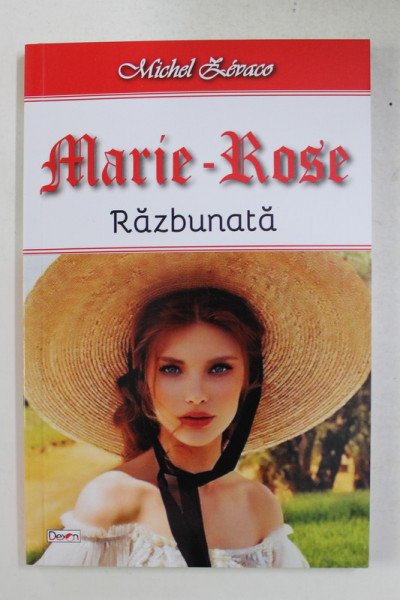 Michel Zévaco
Marie-Rose
Răzbunată
Dexon